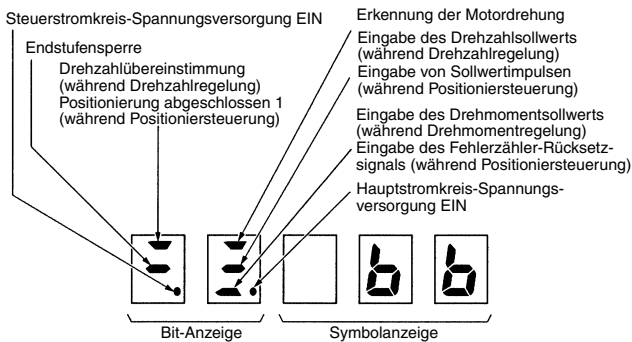 Steuerstromkreis-Spannungsversorgung EIN
Endstufensperre
Drehzahlübereinstimmung
(während Drehzahlregelung)
Positionierung abgeschlossen 1
(während Positioniersteuerung)
Erkennung der Motordrehung
Eingabe des Drehzahlsollwerts
(während Drehzahlregelung)
Eingabe von Sollwertimpulsen
(während Positioniersteuerung)
Eingabe des Drehmomentsollwerts
(während Drehmomentregelung)
Eingabe des Fehlerzähler-Rücksetz-
signals (während Positioniersteuerung)
Hauptstromkreis-Spannungs-
versorgung EIN
b b
Bit-Anzeige
Symbolanzeige